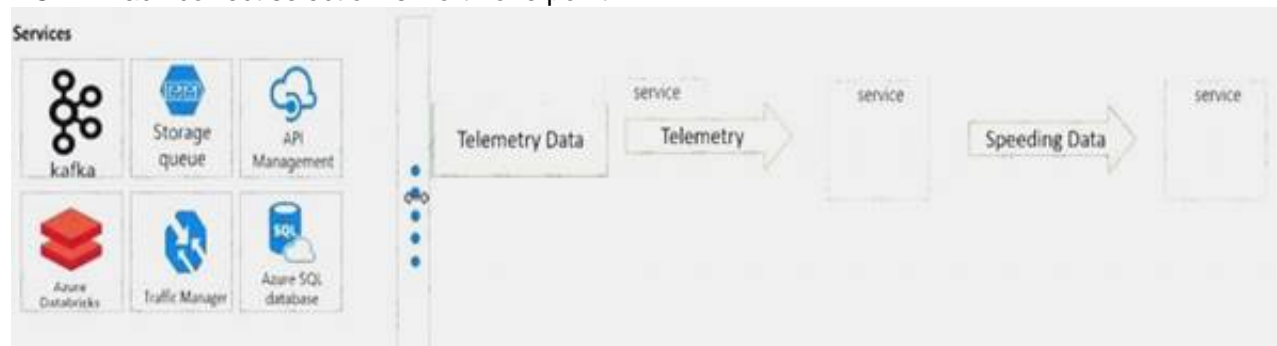 Services
kafka
Storage
queue
API
Management
Azure
Databricks
Traffic Manager
Azure SQL
database
SQL
Telemetry Data
service
Telemetry
service
Speeding Data
service